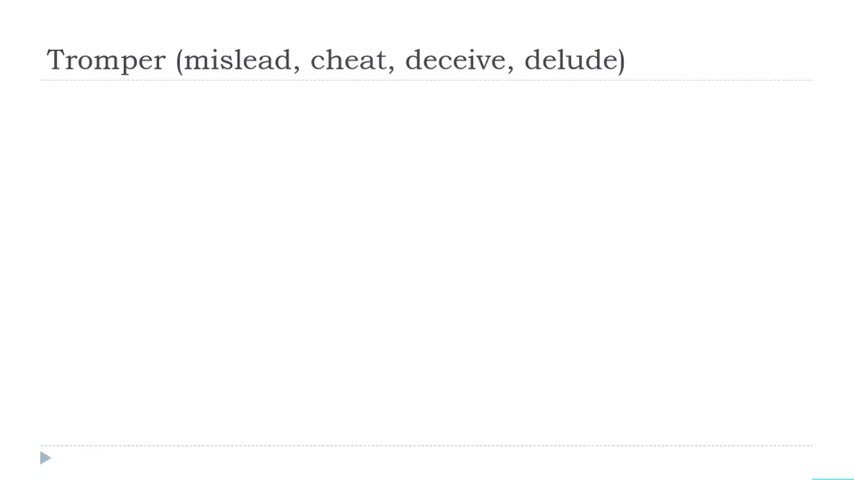 Tromper (mislead, cheat, deceive, delude)